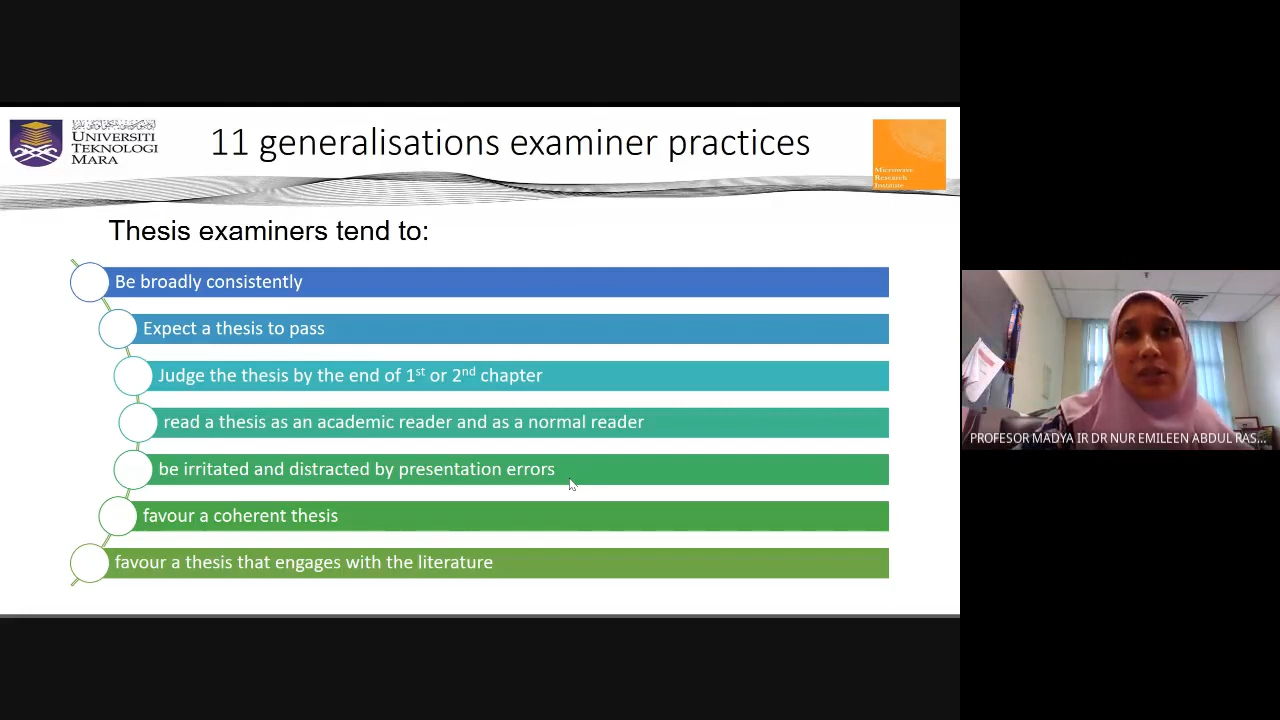 UNIVERSITI
TEKNOLOGI
MARA
11 generalisations examiner practices
Microwave
Research
Institute
Thesis examiners tend to:
Be broadly consistently
Expect a thesis to pass
Judge the thesis by the end of 1st or 2nd chapter
read a thesis as an academic reader and as a normal reader
be irritated and distracted by presentation errors
favour a coherent thesis
favour a thesis that engages with the literature
PROFESOR MADYA IR DR NUR EMILEEN ABDUL RAS...